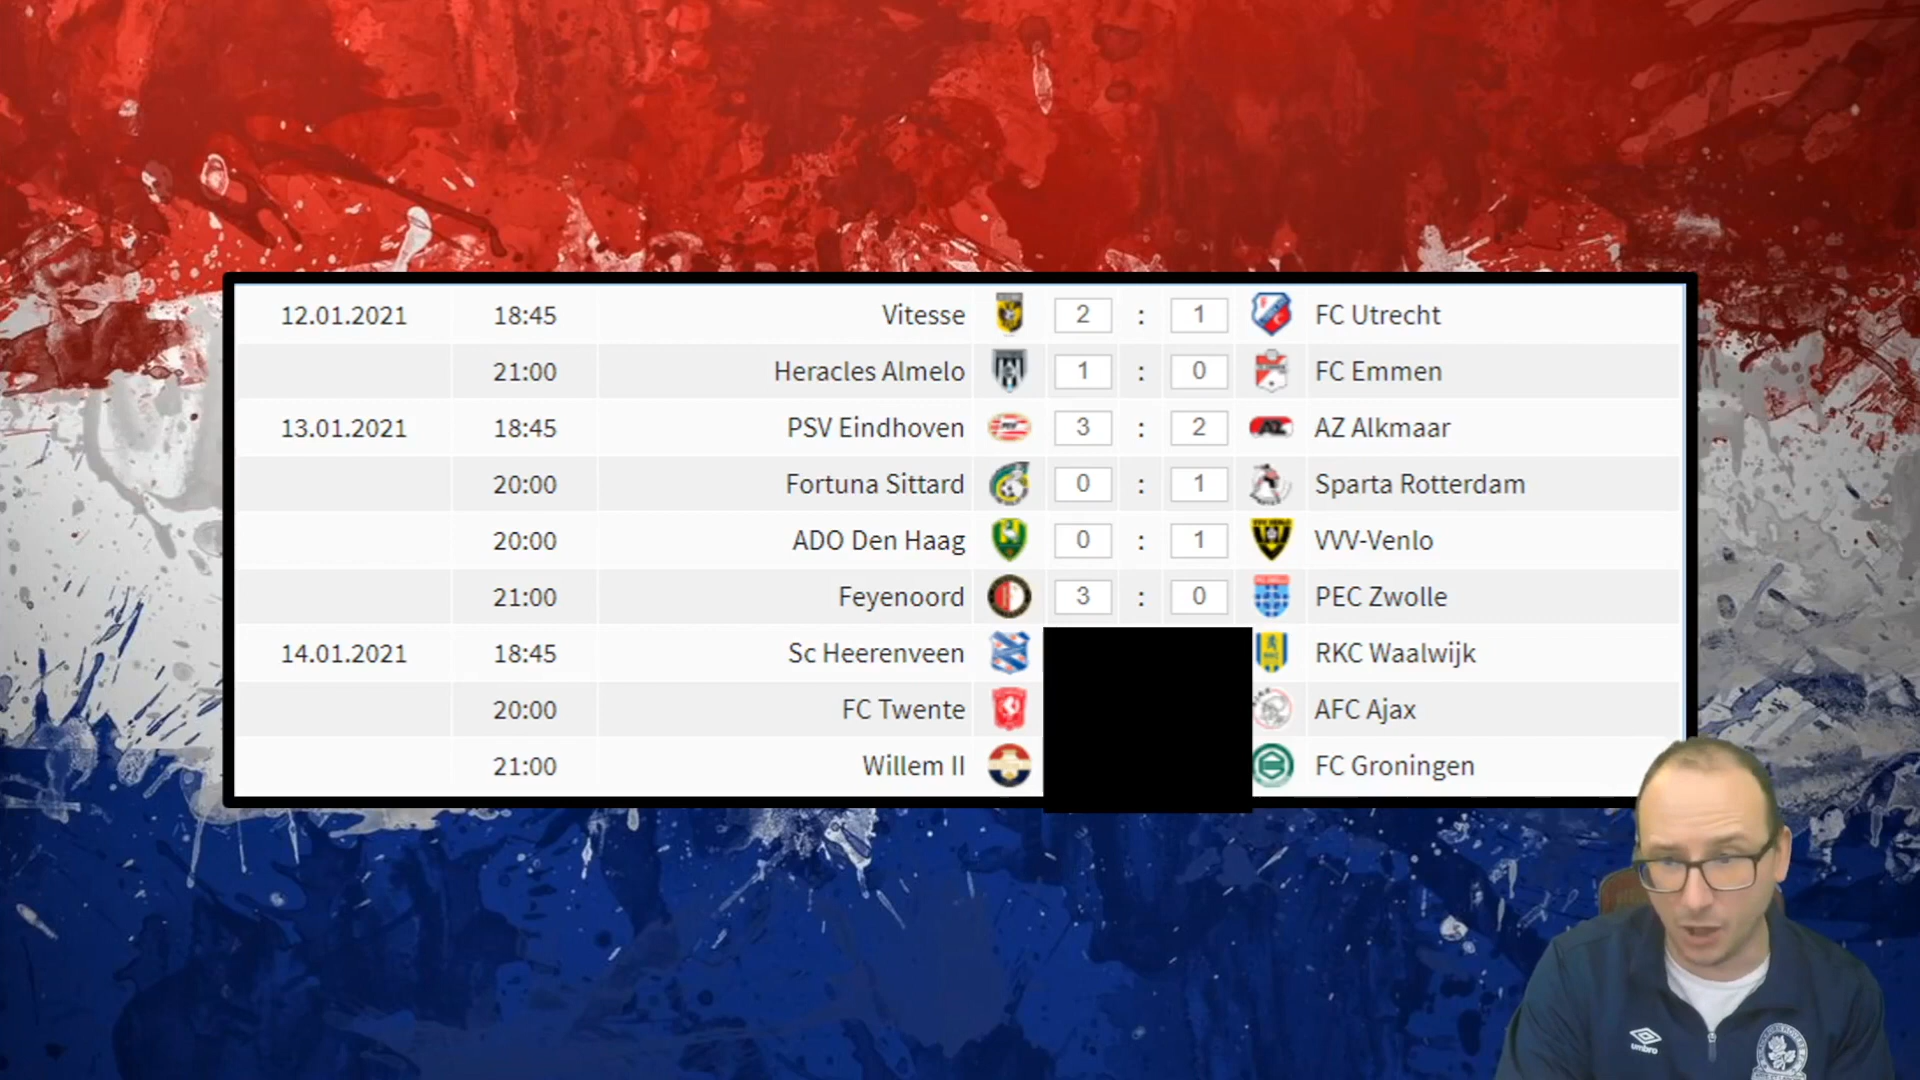 12.01.2021 18:45 Vitesse 2 : 1 FC Utrecht
21:00 Heracles Almelo 1 : 0 FC Emmen
13.01.2021 18:45 PSV Eindhoven PSV 3 : 2 AZ AZ Alkmaar
20:00 Fortuna Sittard 0 : 1 Sparta Rotterdam
20:00 ADO Den Haag 0 : 1 VVV-Venlo
21:00 Feyenoord 3 : 0 PEC Zwolle
14.01.2021 18:45 Sc Heerenveen RKC Waalwijk
20:00 FC Twente AFC Ajax
21:00 Willem II FC Groningen
umbro